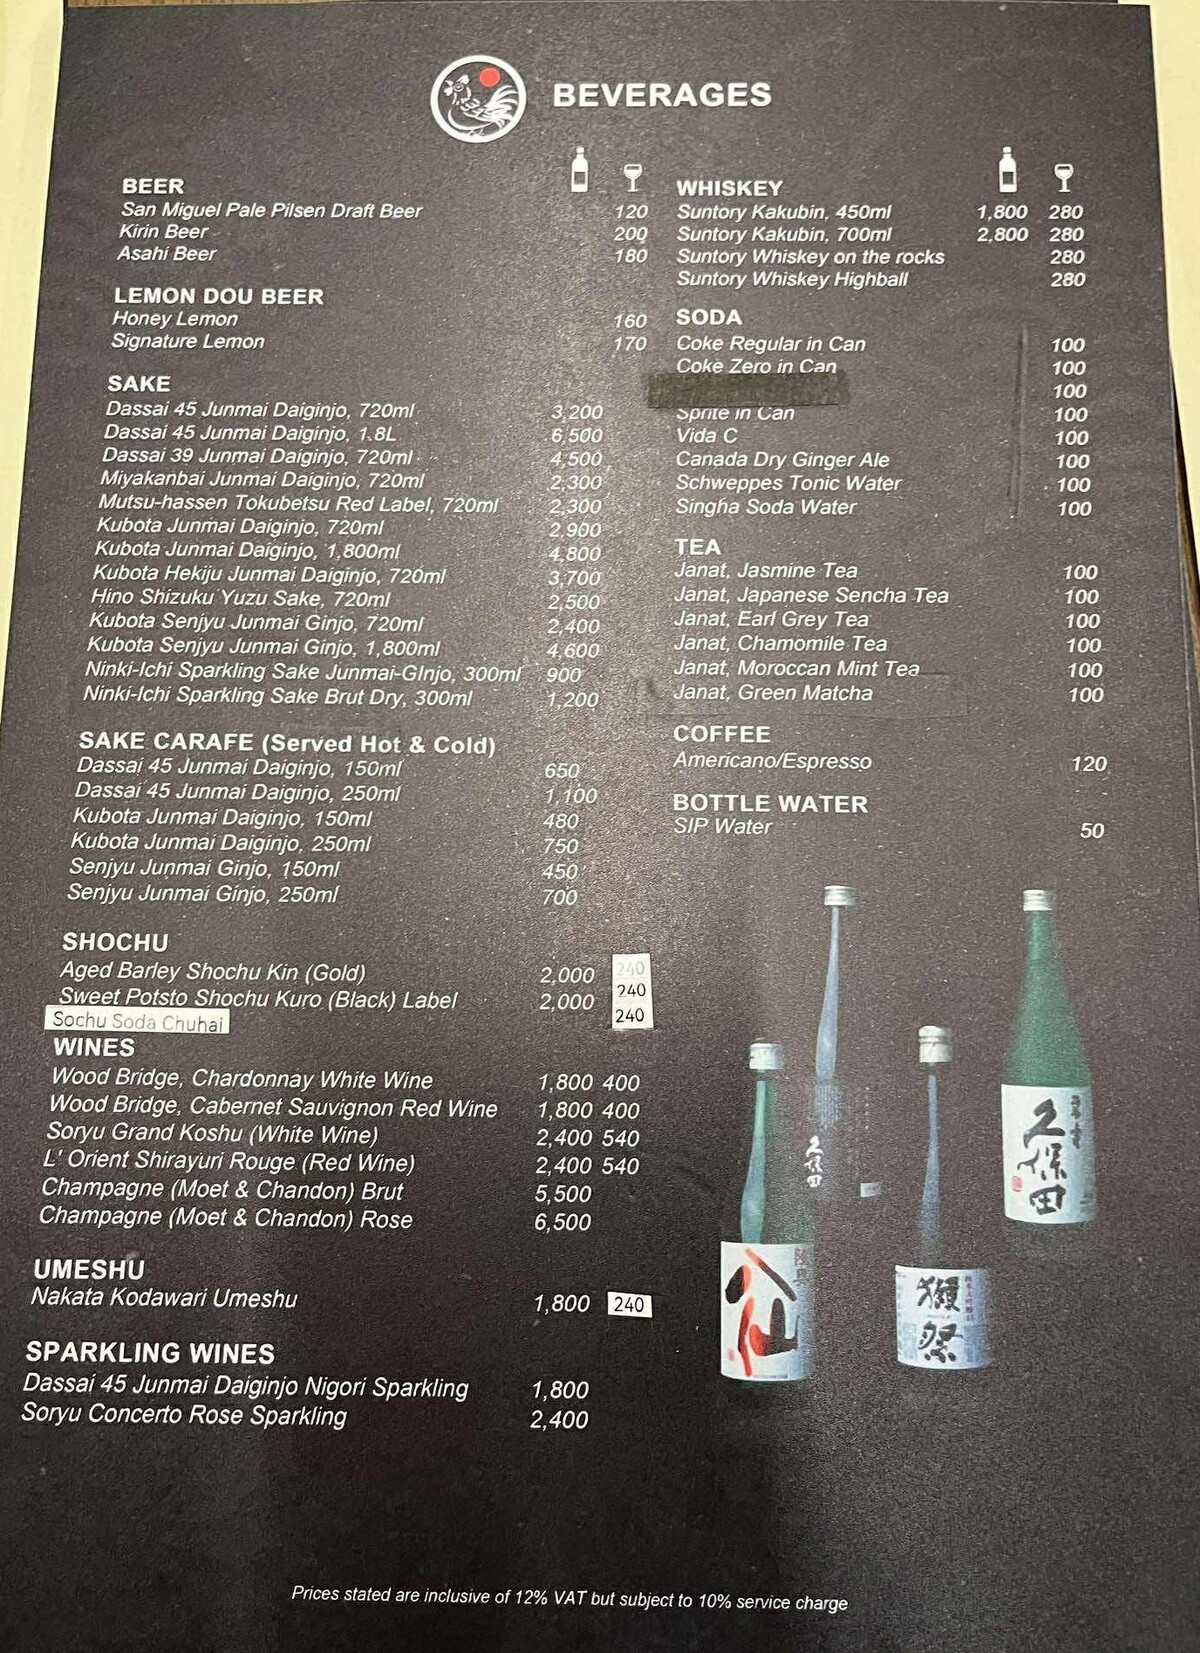 BEVERAGES
BEER
San Miguel Pale Pilsen Draft Beer 120
Kirin Beer 200
Asahi Beer 180
LEMON DOU BEER
Honey Lemon 160
Signature Lemon 170
SAKE
Dassai 45 Junmai Daiginjo, 720ml 3,200
Dassai 45 Junmai Daiginjo, 1.8L 6,500
Dassai 39 Junmai Daiginjo, 720ml 4,500
Miyakanbai Junmai Daiginjo, 720ml 2,300
Mutsu-hassen Tokubetsu Red Label, 720ml 2,300
Kubota Junmai Daiginjo, 720ml 2,900
Kubota Junmai Daiginjo, 1,800ml 4,800
Kubota Hekiju Junmai Daiginjo, 720ml 3,700
Hino Shizuku Yuzu Sake, 720ml 2,500
Kubota Senjyu Junmai Ginjo, 720ml 2,400
Kubota Senjyu Junmai Ginjo, 1,800ml 4,600
Ninki-Ichi Sparkling Sake Junmai-GInjo, 300ml 900
Ninki-Ichi Sparkling Sake Brut Dry, 300ml 1,200
SAKE CARAFE (Served Hot & Cold)
Dassai 45 Junmai Daiginjo, 150ml 650
Dassai 45 Junmai Daiginjo, 250ml 1,100
Kubota Junmai Daiginjo, 150ml 480
Kubota Junmai Daiginjo, 250ml 750
Senjyu Junmai Ginjo, 150ml 450
Senjyu Junmai Ginjo, 250ml 700
SHOCHU
Aged Barley Shochu Kin (Gold) 2,000 240
Sweet Potsto Shochu Kuro (Black) Label 2,000 240
Sochu Soda Chuhai 240
WINES
Wood Bridge, Chardonnay White Wine 1,800 400
Wood Bridge, Cabernet Sauvignon Red Wine 1,800 400
Soryu Grand Koshu (White Wine) 2,400 540
L' Orient Shirayuri Rouge (Red Wine) 2,400 540
Champagne (Moet & Chandon) Brut 5,500
Champagne (Moet & Chandon) Rose 6,500
UMESHU
Nakata Kodawari Umeshu 1,800 240
SPARKLING WINES
Dassai 45 Junmai Daiginjo Nigori Sparkling 1,800
Soryu Concerto Rose Sparkling 2,400
WHISKEY
Suntory Kakubin, 450ml 1,800 280
Suntory Kakubin, 700ml 2,800 280
Suntory Whiskey on the rocks 280
Suntory Whiskey Highball 280
SODA
Coke Regular in Can 100
Coke Zero in Can 100
100
Sprite in Can 100
Vida C 100
Canada Dry Ginger Ale 100
Schweppes Tonic Water 100
Singha Soda Water 100
TEA
Janat, Jasmine Tea 100
Janat, Japanese Sencha Tea 100
Janat, Earl Grey Tea 100
Janat, Chamomile Tea 100
Janat, Moroccan Mint Tea 100
Janat, Green Matcha 100
COFFEE
Americano/Espresso 120
BOTTLE WATER
SIP Water 50
久保田
八仙
獺祭
久保田
Prices stated are inclusive of 12% VAT but subject to 10% service charge